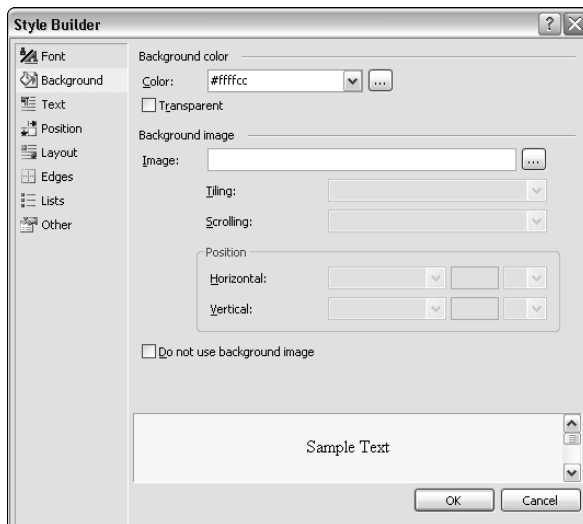 Style Builder
Font
Background
Text
Position
Layout
Edges
Lists
Other
Background color
Color: #ffffcc ...
Transparent
Background image
Image: ...
Tiling:
Scrolling:
Position
Horizontal:
Vertical:
Do not use background image
Sample Text
OK Cancel